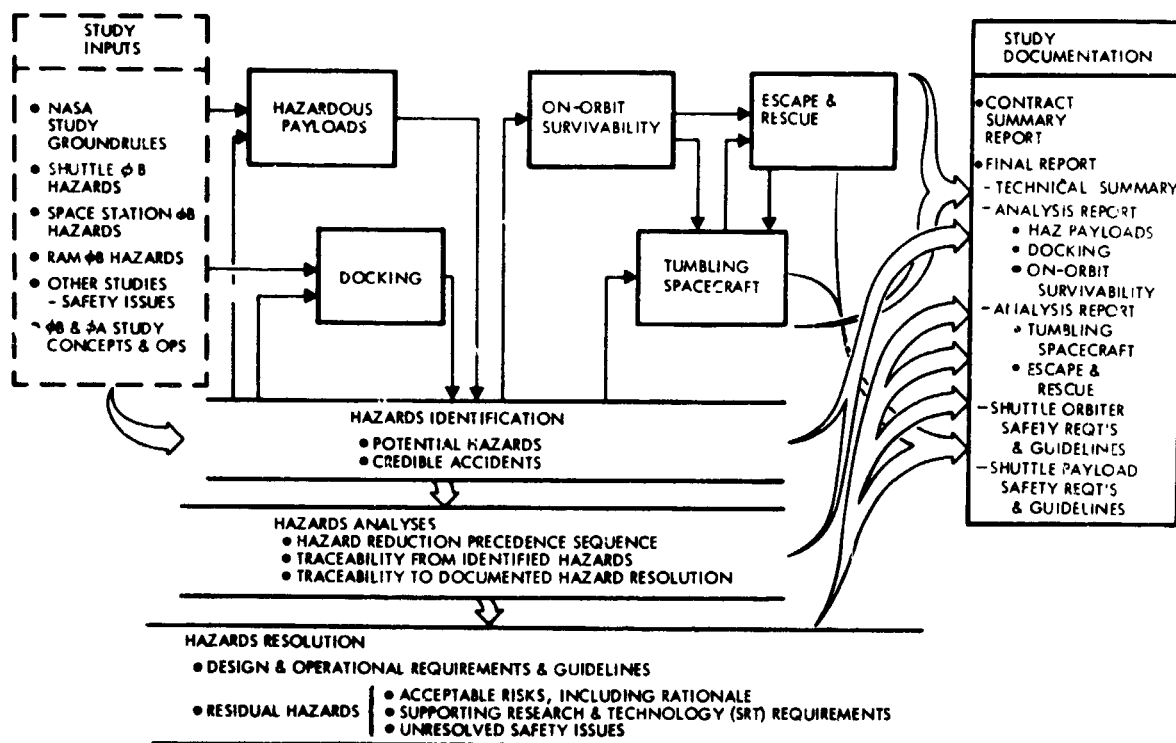 STUDY
INPUTS
● NASA
STUDY
GROUNDRULES
● SHUTTLE ϕ B
HAZARDS
● SPACE STATION ϕB
HAZARDS
● RAM ϕB HAZARDS
● OTHER STUDIES
- SAFETY ISSUES
- ϕB & ϕA STUDY
CONCEPTS & OPS
HAZARDOUS
PAYLOADS
DOCKING
ON-ORBIT
SURVIVABILITY
ESCAPE &
RESCUE
TUMBLING
SPACECRAFT
HAZARDS IDENTIFICATION
● POTENTIAL HAZARDS
● CREDIBLE ACCIDENTS
HAZARDS ANALYSES
● HAZARD REDUCTION PRECEDENCE SEQUENCE
● TRACEABILITY FROM IDENTIFIED HAZARDS
● TRACEABILITY TO DOCUMENTED HAZARD RESOLUTION
HAZARDS RESOLUTION
● DESIGN & OPERATIONAL REQUIREMENTS & GUIDELINES
● RESIDUAL HAZARDS
● ACCEPTABLE RISKS, INCLUDING RATIONALE
● SUPPORTING RESEARCH & TECHNOLOGY (SRT) REQUIREMENTS
● UNRESOLVED SAFETY ISSUES
STUDY
DOCUMENTATION
● CONTRACT
SUMMARY
REPORT
● FINAL REPORT
- TECHNICAL SUMMARY
- ANALYSIS REPORT
● HAZ PAYLOADS
● DOCKING
● ON-ORBIT
SURVIVABILITY
- ANALYSIS REPORT
● TUMBLING
SPACECRAFT
● ESCAPE &
RESCUE
- SHUTTLE ORBITER
SAFETY REQT'S
& GUIDELINES
- SHUTTLE PAYLOAD
SAFETY REQT'S
& GUIDELINES